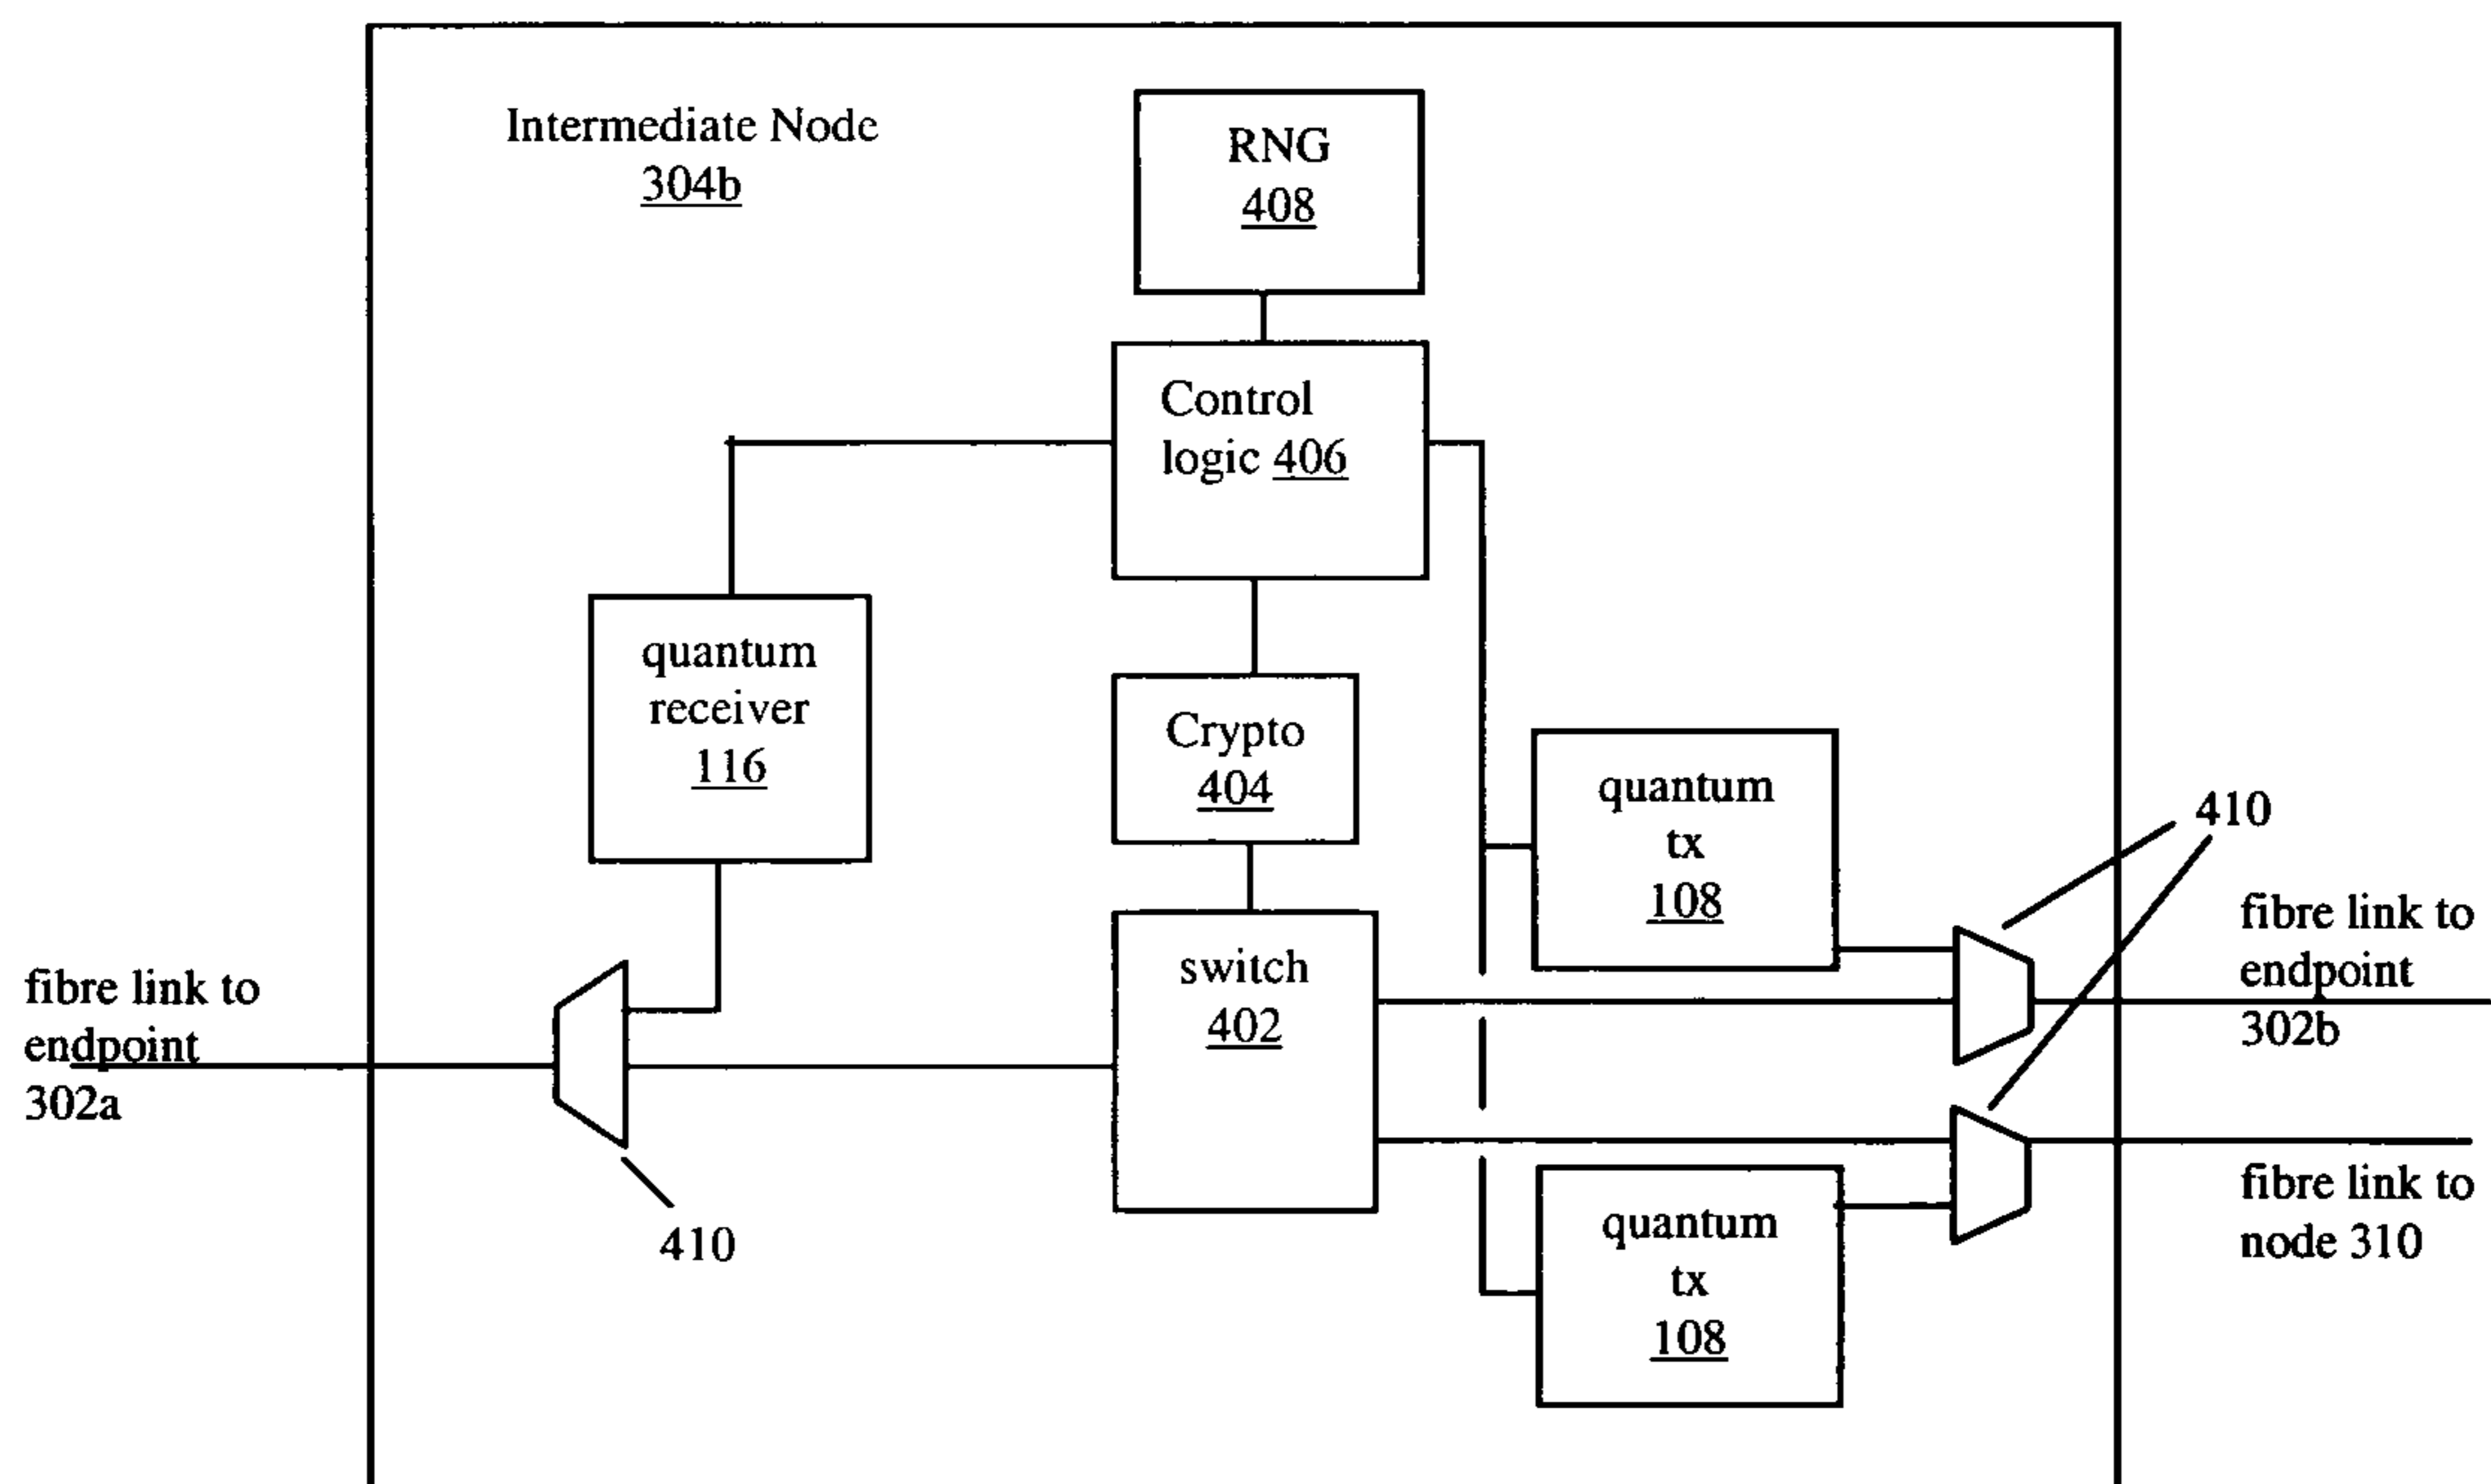 Intermediate Node
304b
RNG
408
Control
logic 406
quantum
receiver
116
Crypto
404
switch
402
quantum
tx
108
410
fibre link to
endpoint
302b
fibre link to
endpoint
302a
410
quantum
tx
108
fibre link to
node 310